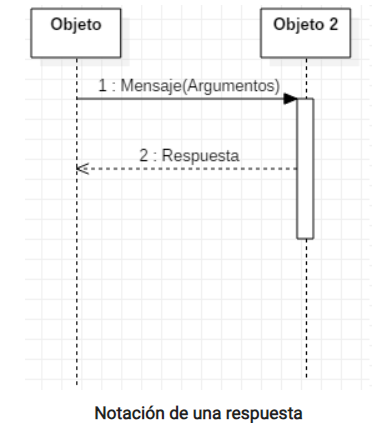 Objeto
Objeto 2
1 : Mensaje(Argumentos)
2 : Respuesta
Notación de una respuesta